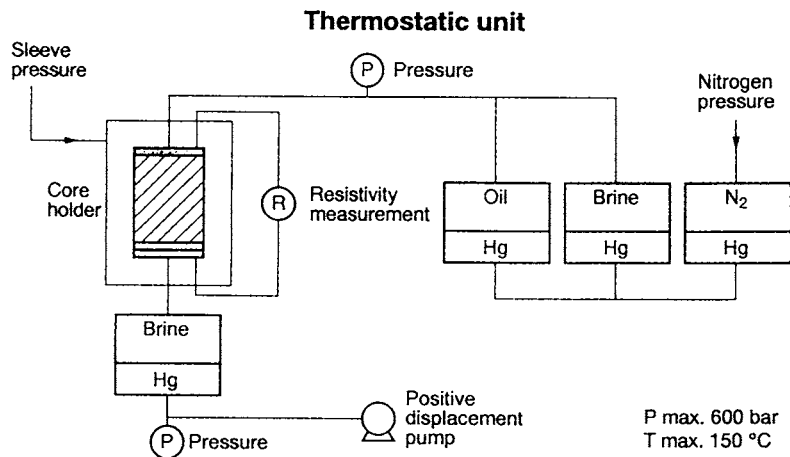 Thermostatic unit
Sleeve
pressure
P
Pressure
Nitrogen
pressure
Core
holder
R
Resistivity
measurement
Oil
Hg
Brine
Hg
N2
Hg
Brine
Hg
P
Pressure
Positive
displacement
pump
P max. 600 bar
T max. 150 °C